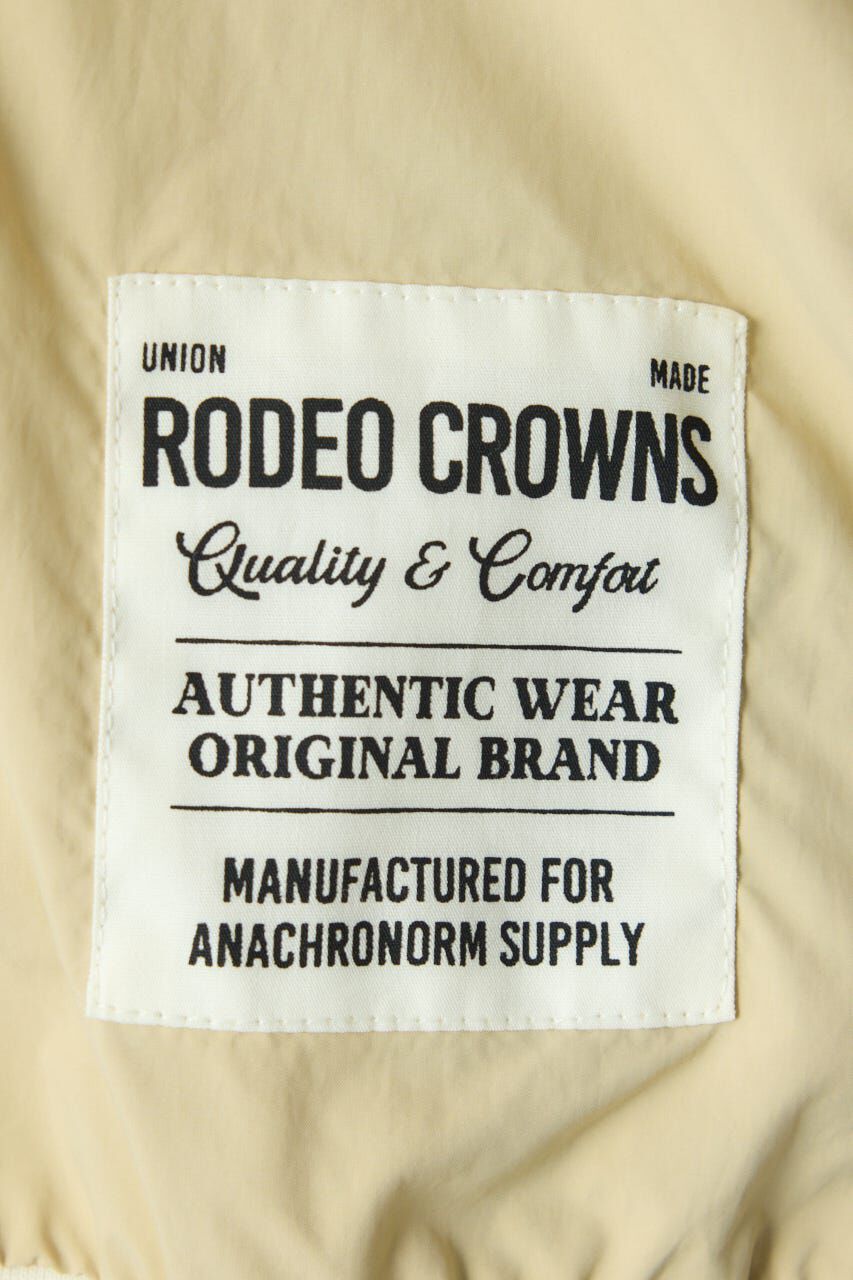 UNION MADE
RODEO CROWNS
Quality & Comfort
AUTHENTIC WEAR
ORIGINAL BRAND
MANUFACTURED FOR
ANACHRONORM SUPPLY